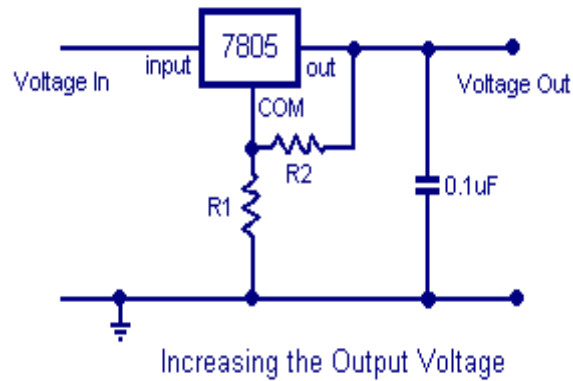 7805
input
out
Voltage In
Voltage Out
COM
R2
R1
0.1uF
Increasing the Output Voltage